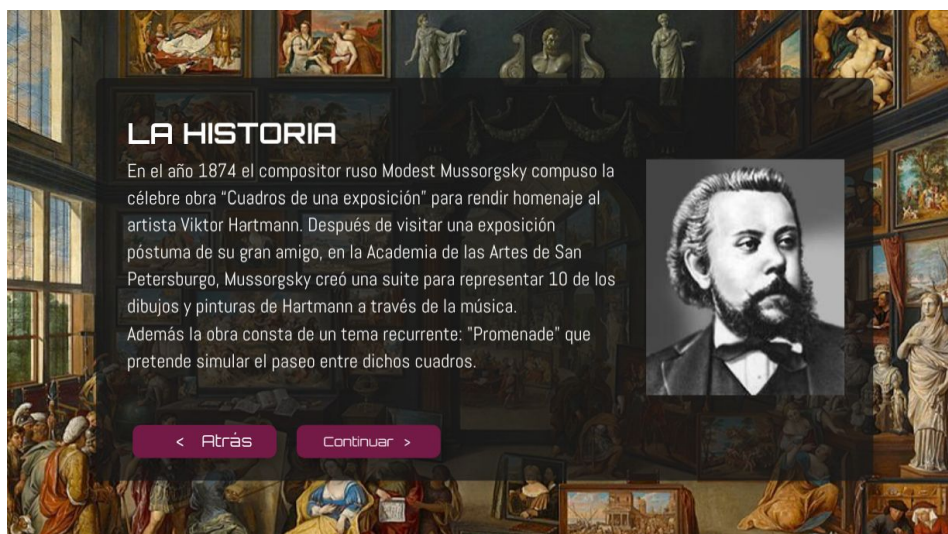 LA HISTORIA
En el año 1874 el compositor ruso Modest Mussorgsky compuso la
célebre obra “Cuadros de una exposición” para rendir homenaje al
artista Viktor Hartmann. Después de visitar una exposición
póstuma de su gran amigo, en la Academia de las Artes de San
Petersburgo, Mussorgsky creó una suite para representar 10 de los
dibujos y pinturas de Hartmann a través de la música.
Además la obra consta de un tema recurrente: "Promenade" que
pretende simular el paseo entre dichos cuadros.
< Atrás
Continuar >